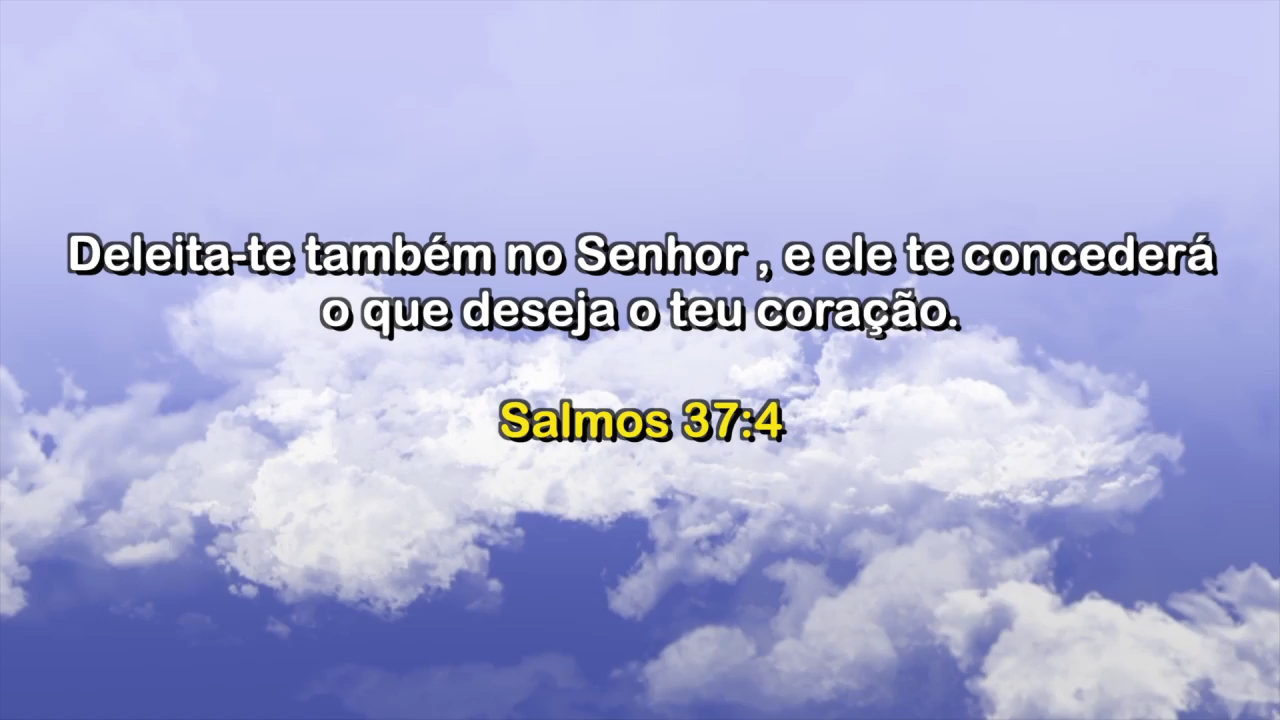 Deleita-te também no Senhor , e ele te concederá
o que deseja o teu coração.
Salmos 37:4